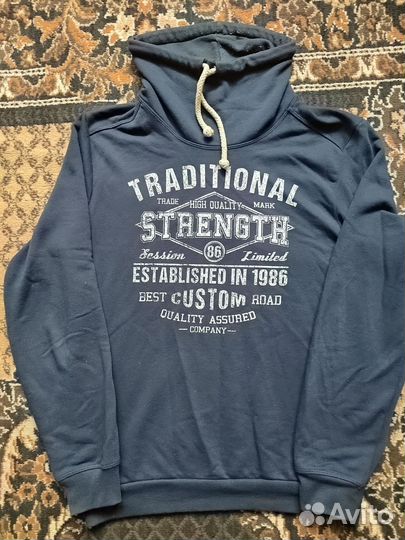 TRADITIONAL
TRADE HIGH QUALITY MARK
STRENGTH
Session 86 Limited
ESTABLISHED IN 1986
BEST CUSTOM ROAD
QUALITY ASSURED
COMPANY
Avito